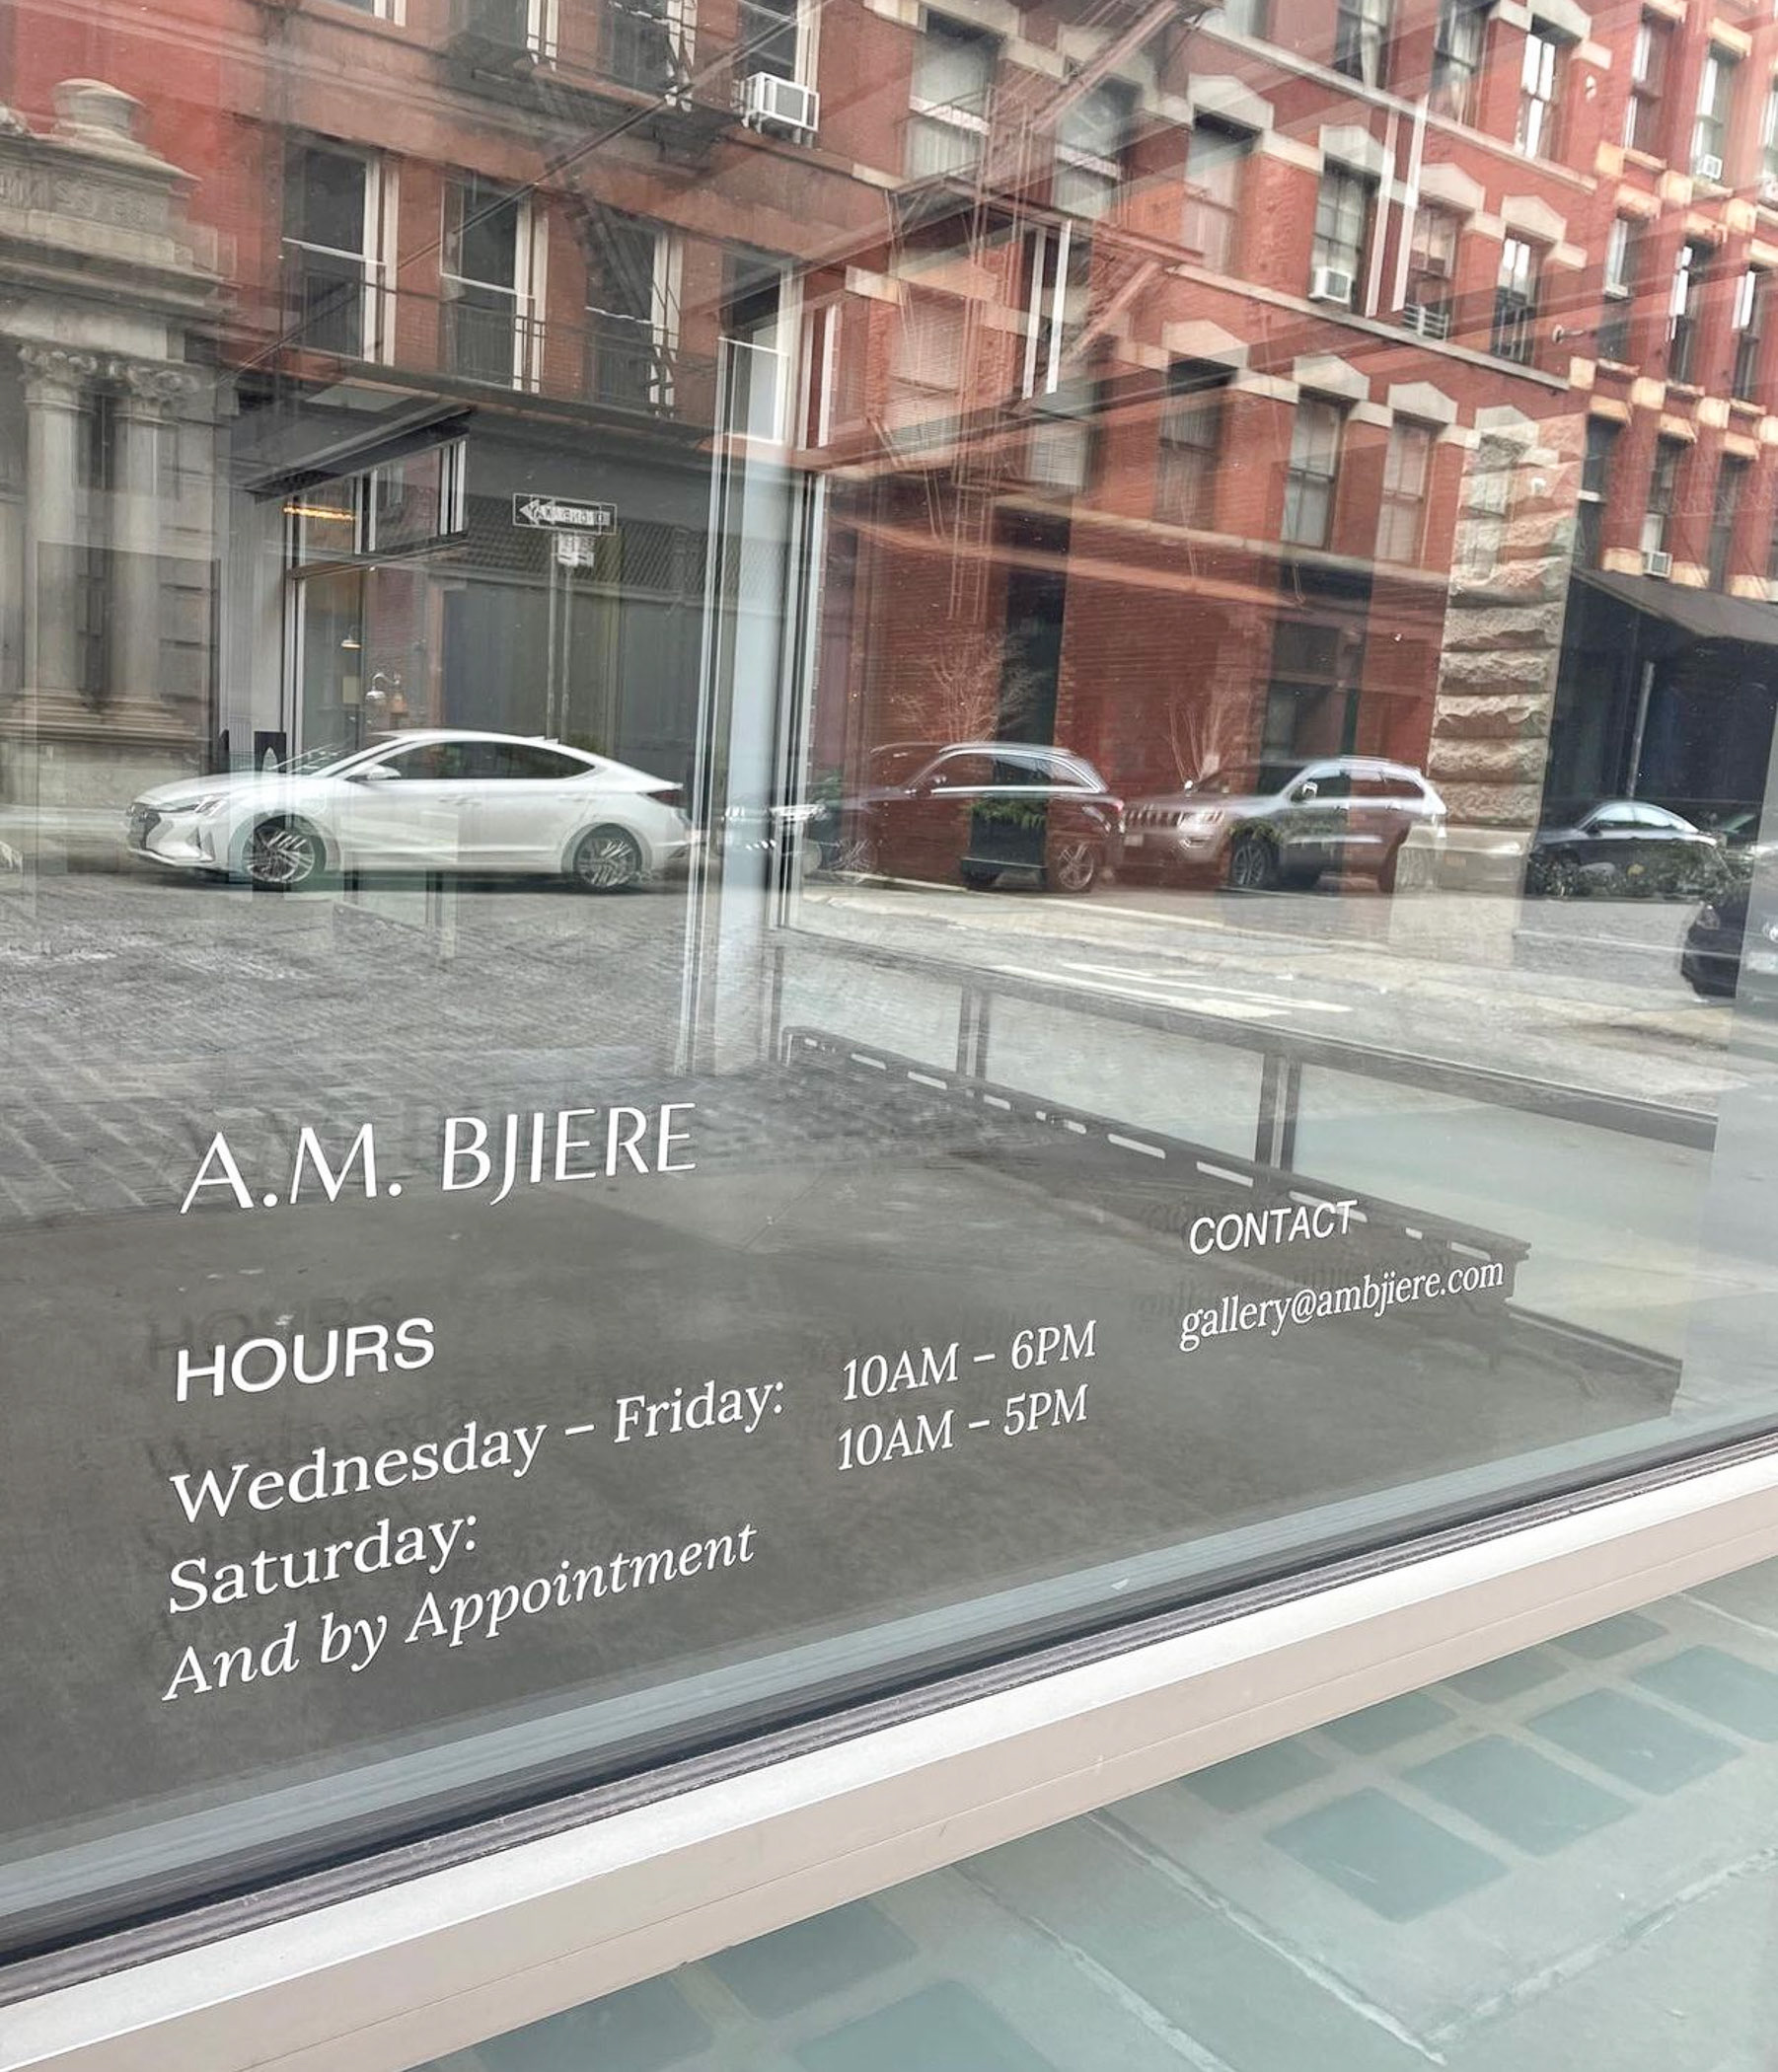 A.M. BJIERE
HOURS
Wednesday – Friday: 10AM – 6PM
Saturday: 10AM – 5PM
And by Appointment
CONTACT
gallery@ambjiere.com